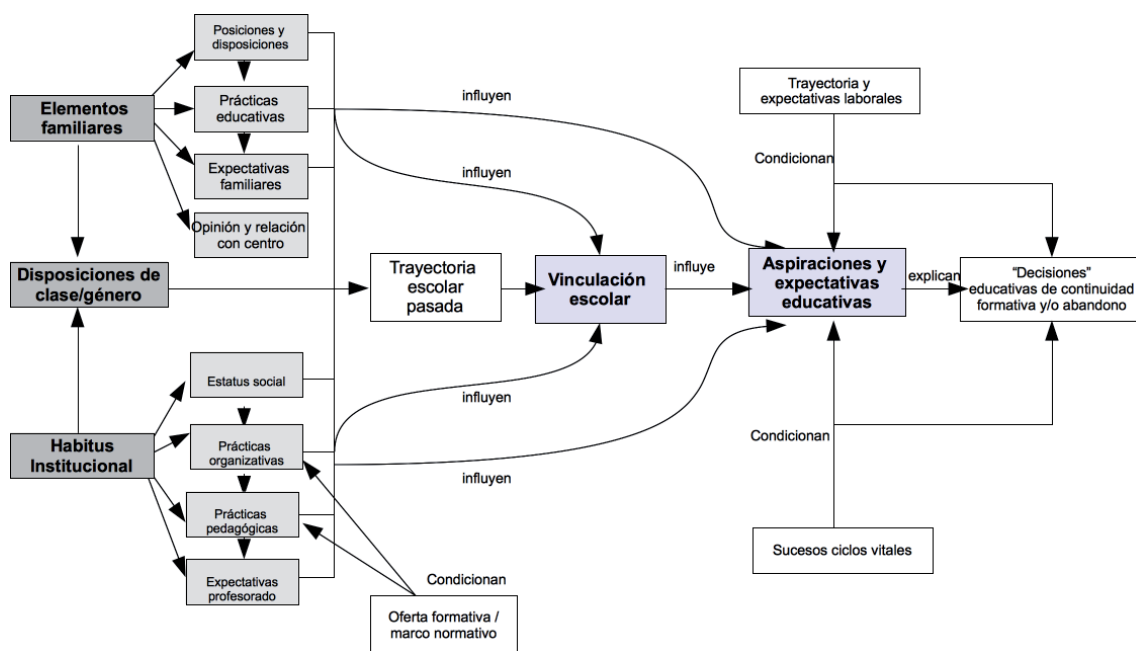 Posiciones y
disposiciones
Elementos
familiares
Prácticas
educativas
Expectativas
familiares
Opinión y relación
con centro
influyen
influyen
Trayectoria y
expectativas laborales
Condicionan
Disposiciones de
clase/género
Trayectoria
escolar
pasada
Vinculación
escolar
influye
Aspiraciones y
expectativas
educativas
explican
“Decisiones”
educativas de continuidad
formativa y/o abandono
Estatus social
Habitus
Institucional
Prácticas
organizativas
Prácticas
pedagógicas
Expectativas
profesorado
influyen
influyen
Condicionan
Sucesos ciclos vitales
Condicionan
Oferta formativa /
marco normativo